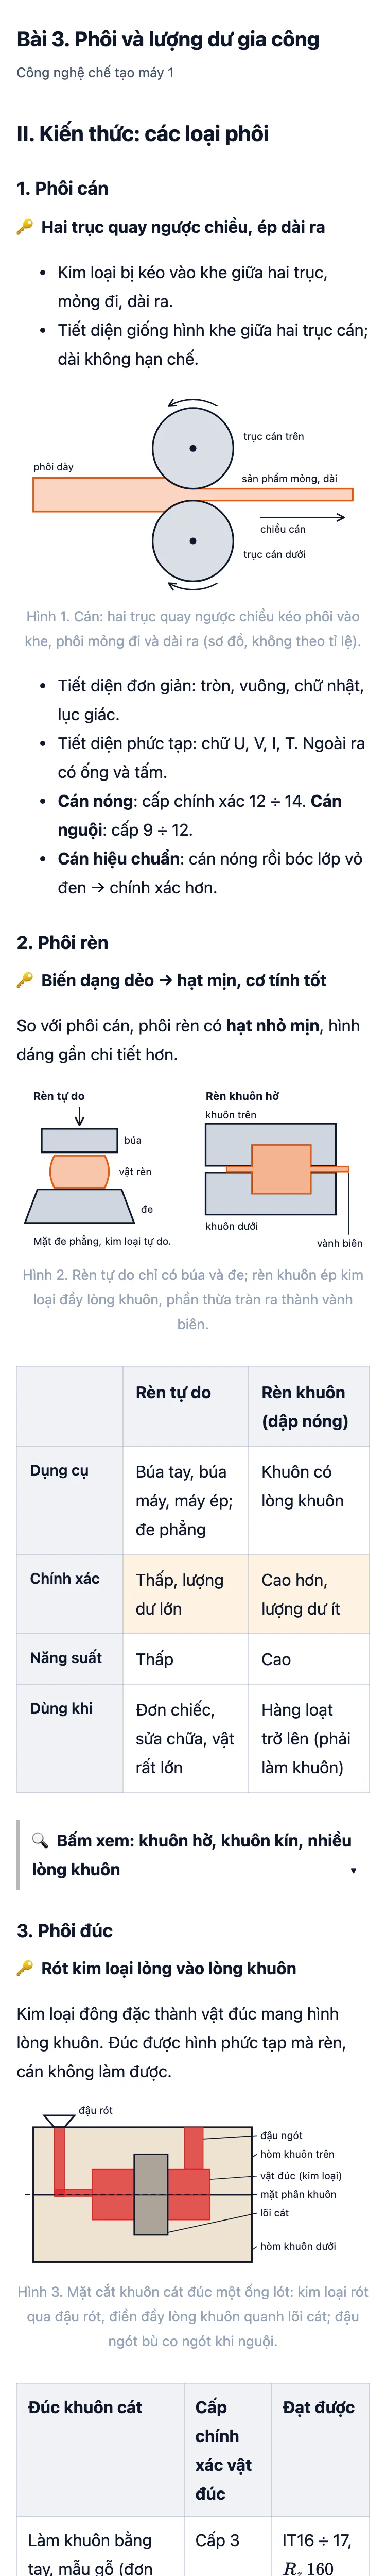 Bài 3. Phôi và lượng dư gia công
Công nghệ chế tạo máy 1
II. Kiến thức: các loại phôi
1. Phôi cán
🔑 Hai trục quay ngược chiều, ép dài ra
• Kim loại bị kéo vào khe giữa hai trục,
mỏng đi, dài ra.
• Tiết diện giống hình khe giữa hai trục cán;
dài không hạn chế.
trục cán trên
phôi dày
sản phẩm mỏng, dài
chiều cán
trục cán dưới
Hình 1. Cán: hai trục quay ngược chiều kéo phôi vào
khe, phôi mỏng đi và dài ra (sơ đồ, không theo tỉ lệ).
• Tiết diện đơn giản: tròn, vuông, chữ nhật,
lục giác.
• Tiết diện phức tạp: chữ U, V, I, T. Ngoài ra
có ống và tấm.
• Cán nóng: cấp chính xác 12 ÷ 14. Cán
nguội: cấp 9 ÷ 12.
• Cán hiệu chuẩn: cán nóng rồi bóc lớp vỏ
đen → chính xác hơn.
2. Phôi rèn
🔑 Biến dạng dẻo → hạt mịn, cơ tính tốt
So với phôi cán, phôi rèn có hạt nhỏ mịn, hình
dáng gần chi tiết hơn.
Rèn tự do
búa
vật rèn
đe
Mặt đe phẳng, kim loại tự do.
Rèn khuôn hở
khuôn trên
khuôn dưới
vành biên
Hình 2. Rèn tự do chỉ có búa và đe; rèn khuôn ép kim
loại đầy lòng khuôn, phần thừa tràn ra thành vành
biên.
Rèn tự do
Rèn khuôn
(dập nóng)
Dụng cụ
Búa tay, búa
máy, máy ép;
đe phẳng
Khuôn có
lòng khuôn
Chính xác
Thấp, lượng
dư lớn
Cao hơn,
lượng dư ít
Năng suất
Thấp
Cao
Dùng khi
Đơn chiếc,
sửa chữa, vật
rất lớn
Hàng loạt
trở lên (phải
làm khuôn)
🔍 Bấm xem: khuôn hở, khuôn kín, nhiều
lòng khuôn ▾
3. Phôi đúc
🔑 Rót kim loại lỏng vào lòng khuôn
Kim loại đông đặc thành vật đúc mang hình
lòng khuôn. Đúc được hình phức tạp mà rèn,
cán không làm được.
đậu rót
đậu ngót
hòm khuôn trên
vật đúc (kim loại)
mặt phân khuôn
lõi cát
hòm khuôn dưới
Hình 3. Mặt cắt khuôn cát đúc một ống lót: kim loại rót
qua đậu rót, điền đầy lòng khuôn quanh lõi cát; đậu
ngót bù co ngót khi nguội.
Đúc khuôn cát
Cấp
chính
xác vật
đúc
Đạt được
Làm khuôn bằng
tay, mẫu gỗ (đơn
Cấp 3
IT16 ÷ 17,
R_z 160